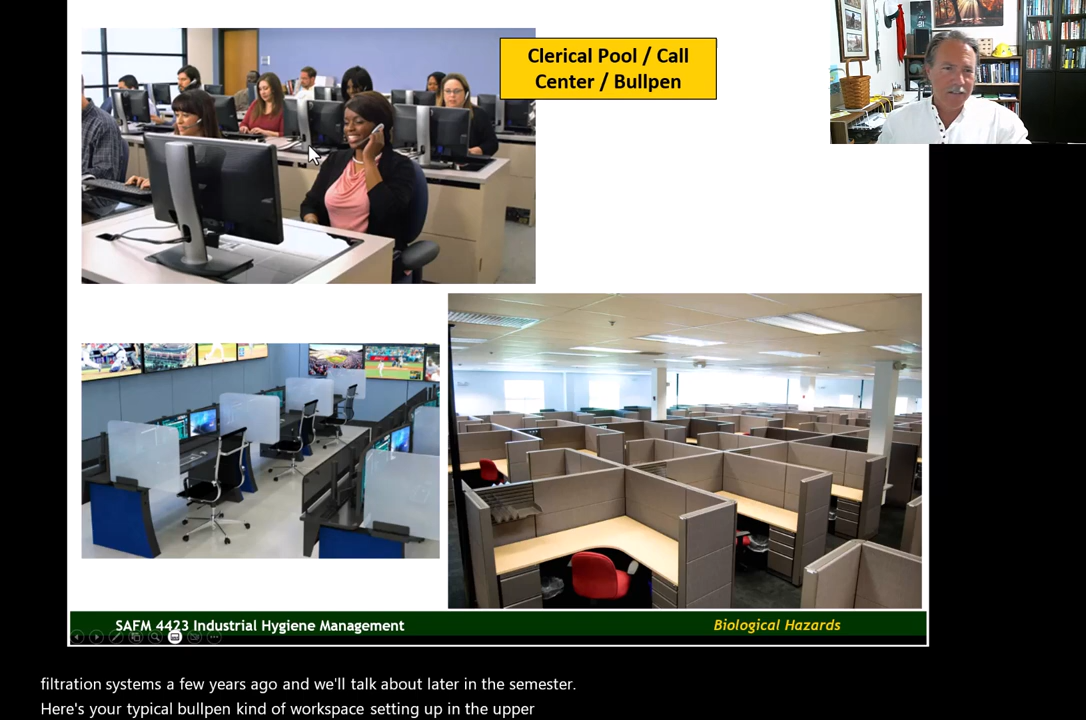 Clerical Pool / Call
Center / Bullpen
SAFM 4423 Industrial Hygiene Management
Biological Hazards
filtration systems a few years ago and we'll talk about later in the semester.
Here's your typical bullpen kind of workspace setting up in the upper